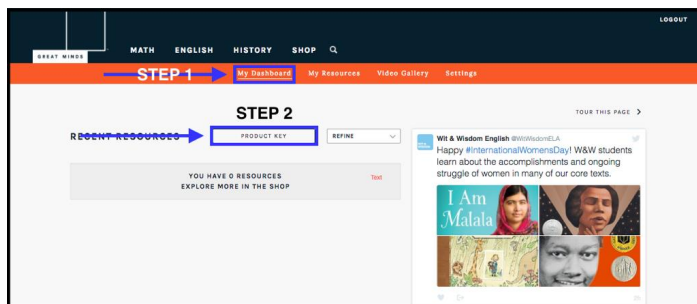 LOGOUT
GREAT MINDS
MATH ENGLISH HISTORY SHOP
STEP 1
My Dashboard My Resources Video Gallery Settings
STEP 2
TOUR THIS PAGE
RECENT RESOURCES
PRODUCT KEY
REFINE
YOU HAVE 0 RESOURCES
EXPLORE MORE IN THE SHOP
Wit & Wisdom English @WitWisdomELA
Happy #InternationalWomensDay! W&W students
learn about the accomplishments and ongoing
struggle of women in many of our core texts.
I Am
Malala